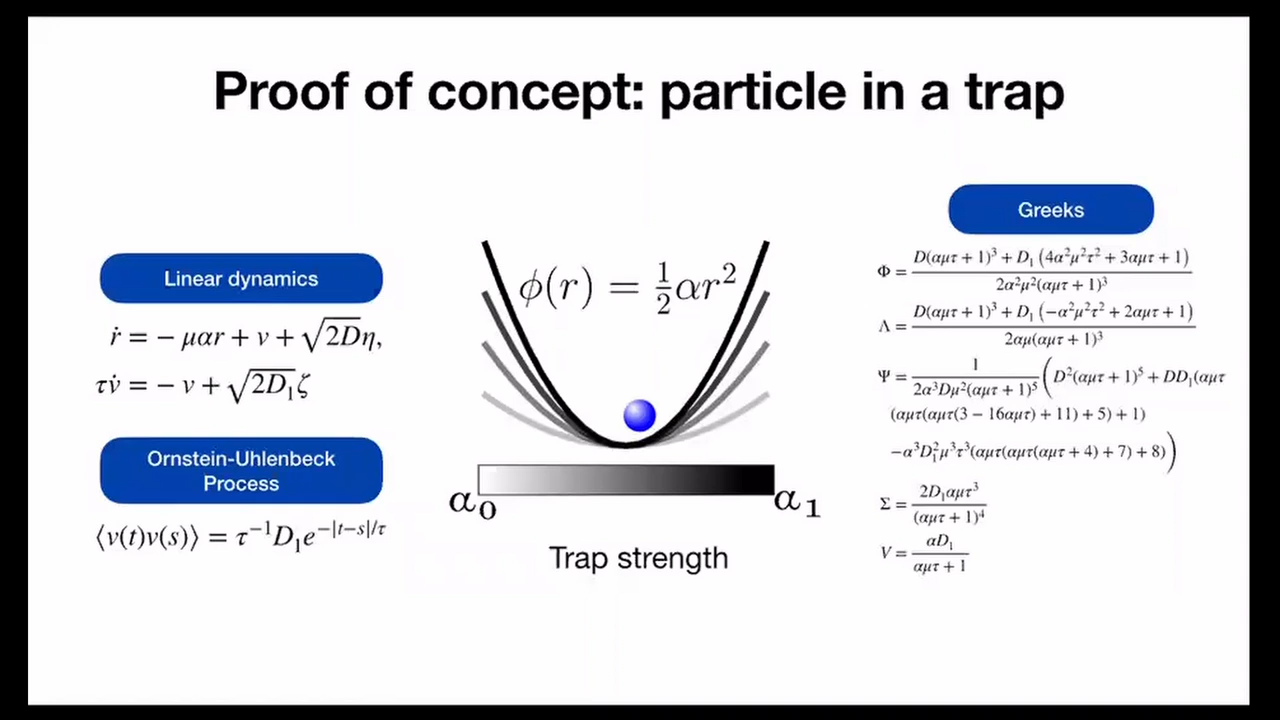 Proof of concept: particle in a trap
Linear dynamics
ṙ = − μαr + v + √2Dη,
τv̇ = − v + √2D₁ζ
Ornstein-Uhlenbeck
Process
⟨v(t)v(s)⟩ = τ⁻¹D₁e^(−|t−s|/τ)
ϕ(r) = ½αr²
α₀
α₁
Trap strength
Greeks
Φ = D(αμτ + 1)³ + D₁ (4α²μ²τ² + 3αμτ + 1) / 2α²μ²(αμτ + 1)³
Λ = D(αμτ + 1)³ + D₁ (−α²μ²τ² + 2αμτ + 1) / 2αμ(αμτ + 1)³
Ψ = 1 / 2α³Dμ²(αμτ + 1)⁵ (D²(αμτ + 1)⁵ + DD₁(αμτ
(αμτ(αμτ(3 − 16αμτ) + 11) + 5) + 1)
−α³D₁²μ³τ³(αμτ(αμτ(αμτ + 4) + 7) + 8))
Σ = 2D₁αμτ³ / (αμτ + 1)⁴
V = αD₁ / αμτ + 1